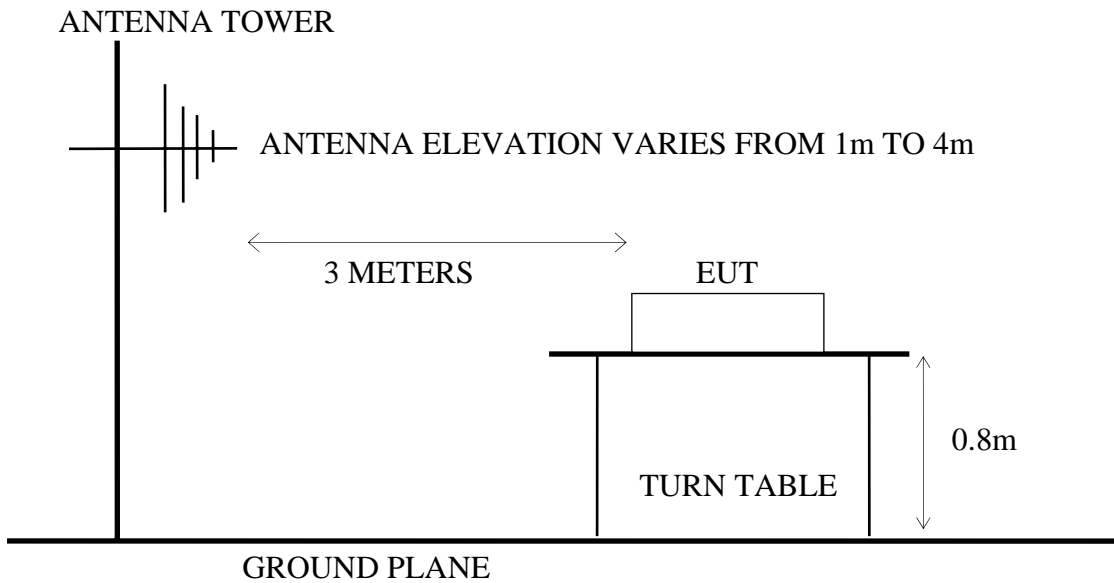 ANTENNA TOWER
ANTENNA ELEVATION VARIES FROM 1m TO 4m
3 METERS
EUT
0.8m
TURN TABLE
GROUND PLANE